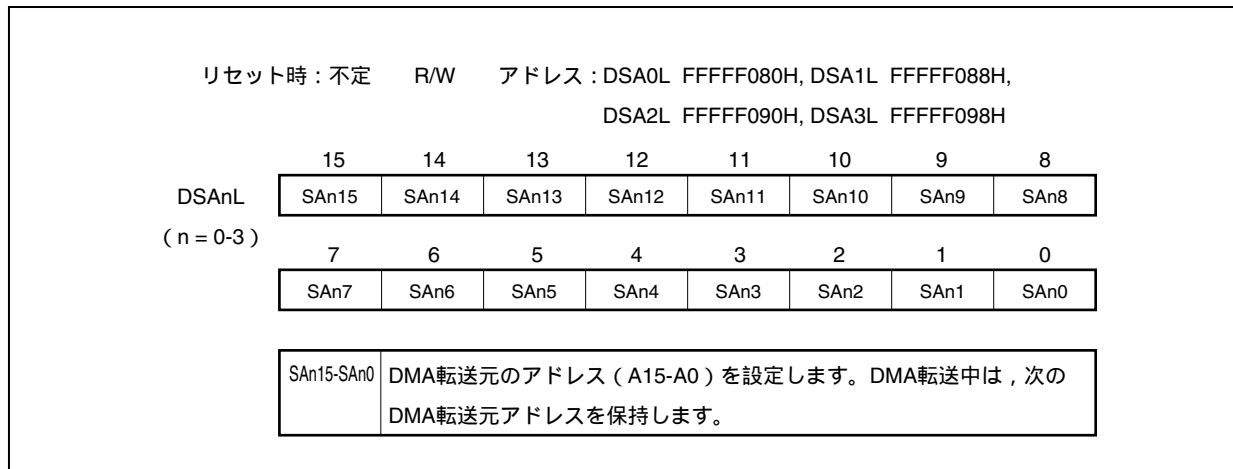 リセット時：不定 R/W アドレス：DSA0L FFFFF080H, DSA1L FFFFF088H,
DSA2L FFFFF090H, DSA3L FFFFF098H
15 14 13 12 11 10 9 8
DSAnL SAn15 SAn14 SAn13 SAn12 SAn11 SAn10 SAn9 SAn8
（n = 0-3）
7 6 5 4 3 2 1 0
SAn7 SAn6 SAn5 SAn4 SAn3 SAn2 SAn1 SAn0
SAn15-SAn0 DMA転送元のアドレス（A15-A0）を設定します。DMA転送中は，次の
DMA転送元アドレスを保持します。